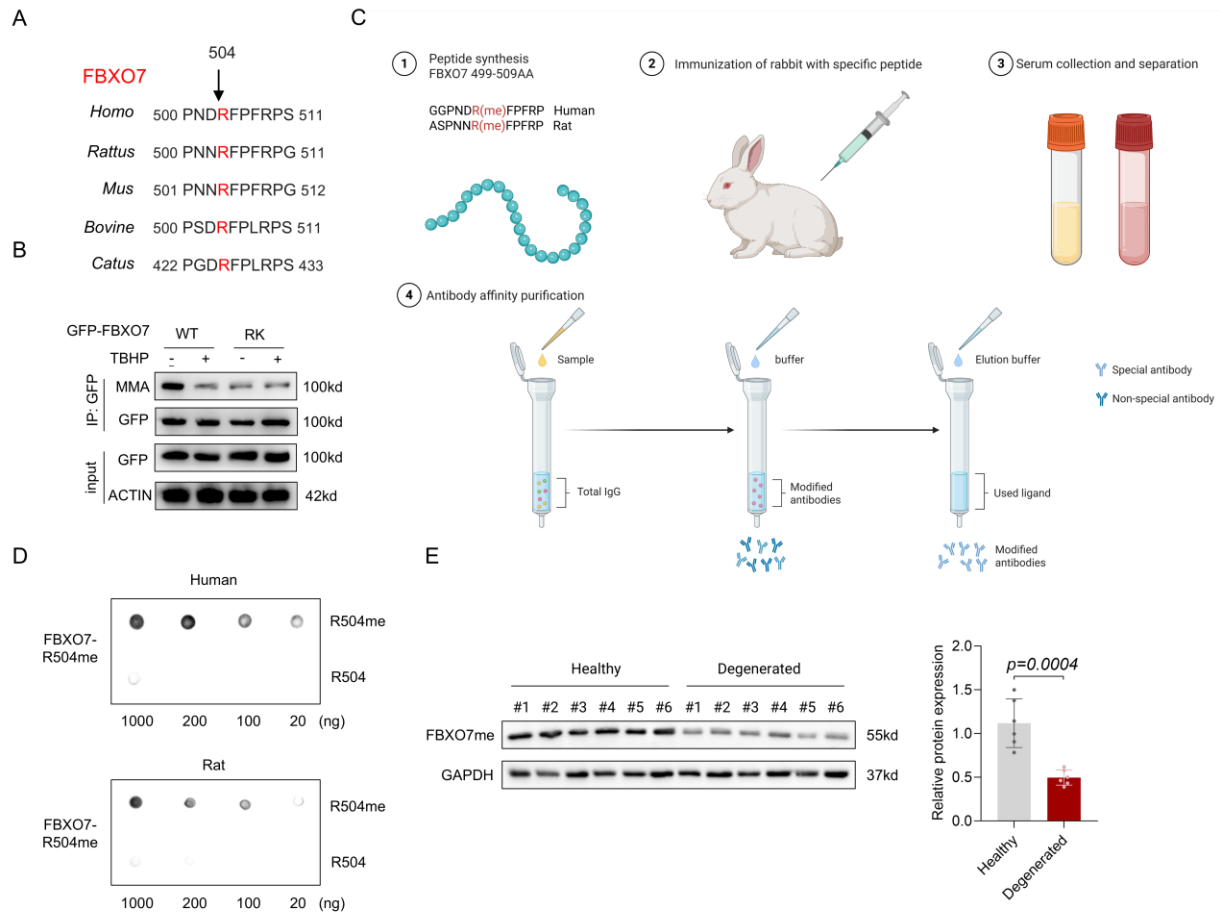 A
504
FBXO7
Homo 500 PNDRFPFRPS 511
Rattus 500 PNNRFPFRPG 511
Mus 501 PNNRFPFRPG 512
Bovine 500 PSDRFPLRPS 511
Catus 422 PGDRFPLRPS 433
B
GFP-FBXO7 WT RK
TBHP - + - +
IP: GFP
MMA 100kd
GFP 100kd
input
GFP 100kd
ACTIN 42kd
C
1 Peptide synthesis
FBXO7 499-509AA
GGPNDR(me)FPFRP Human
ASPNNR(me)FPFRP Rat
2 Immunization of rabbit with specific peptide
3 Serum collection and separation
4 Antibody affinity purification
Sample
buffer
Elution buffer
Special antibody
Non-special antibody
Total IgG
Modified
antibodies
Used ligand
Modified
antibodies
D
Human
FBXO7-
R504me
R504me
R504
1000 200 100 20 (ng)
Rat
FBXO7-
R504me
R504me
R504
1000 200 100 20 (ng)
E
Healthy Degenerated
#1 #2 #3 #4 #5 #6 #1 #2 #3 #4 #5 #6
FBXO7me 55kd
GAPDH 37kd
Relative protein expression
2.0
1.5
1.0
0.5
0.0
p=0.0004
Healthy
Degenerated